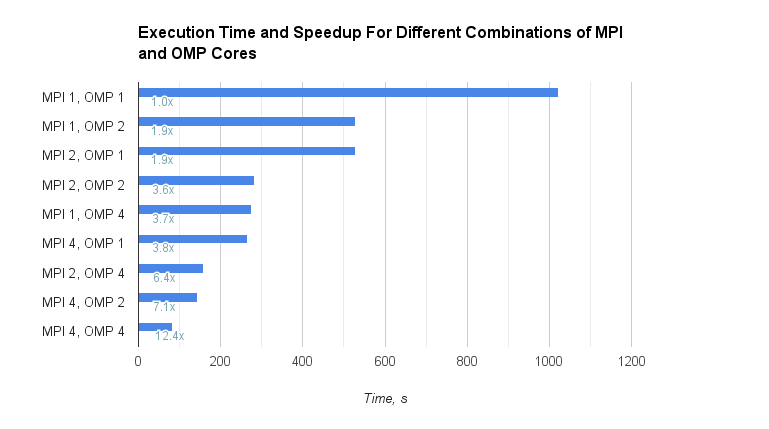 Execution Time and Speedup For Different Combinations of MPI
and OMP Cores
MPI 1, OMP 1
1.0x
MPI 1, OMP 2
1.9x
MPI 2, OMP 1
1.9x
MPI 2, OMP 2
3.6x
MPI 1, OMP 4
3.7x
MPI 4, OMP 1
3.8x
MPI 2, OMP 4
6.4x
MPI 4, OMP 2
7.1x
MPI 4, OMP 4
12.4x
0 200 400 600 800 1000 1200
Time, s